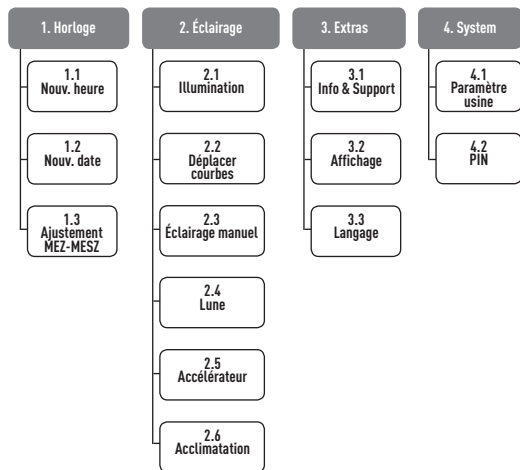 1. Horloge
1.1
Nouv. heure
1.2
Nouv. date
1.3
Ajustement
MEZ-MESZ
2. Éclairage
2.1
Illumination
2.2
Déplacer
courbes
2.3
Éclairage manuel
2.4
Lune
2.5
Accélérateur
2.6
Acclimatation
3. Extras
3.1
Info & Support
3.2
Affichage
3.3
Langage
4. System
4.1
Paramètre
usine
4.2
PIN